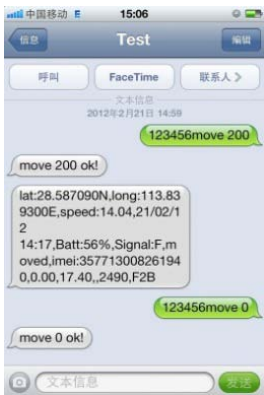 中国移动 E 15:06
信息 Test 编辑
呼叫 FaceTime 联系人 >
文本信息
2012年2月21日 14:59
123456move 200
move 200 ok!
lat:28.587090N,long:113.83
9300E,speed:14.04,21/02/1
2
14:17,Batt:56%,Signal:F,m
oved,imei:35771300826194
0,0.00,17.40,,2490,F2B
123456move 0
move 0 ok!
文本信息 发送